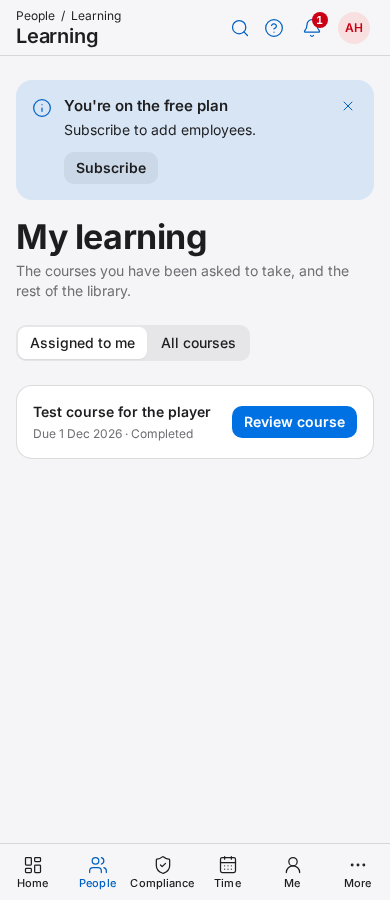 People / Learning
Learning
1
AH
You're on the free plan
Subscribe to add employees.
Subscribe
My learning
The courses you have been asked to take, and the
rest of the library.
Assigned to me
All courses
Test course for the player
Due 1 Dec 2026 · Completed
Review course
Home
People
Compliance
Time
Me
More